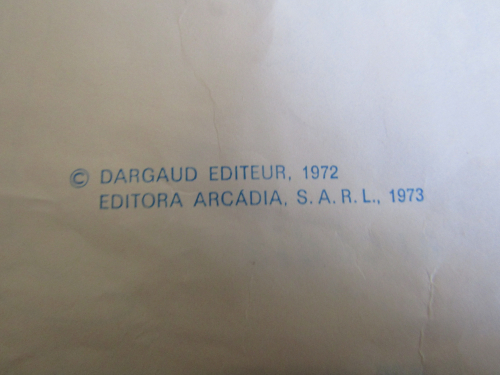 © DARGAUD EDITEUR, 1972
EDITORA ARCÁDIA, S. A. R. L., 1973